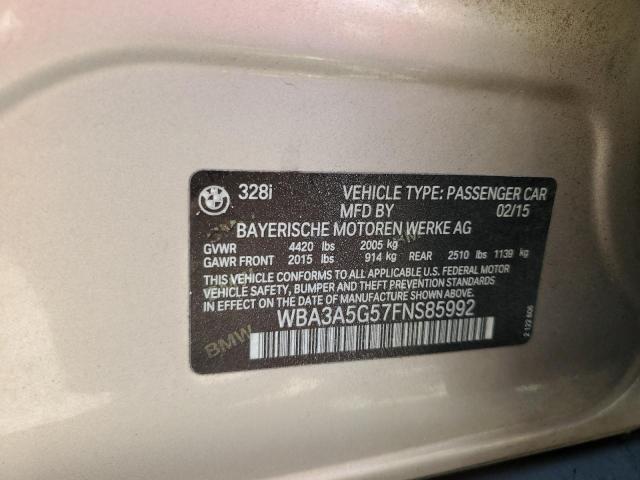 328i VEHICLE TYPE: PASSENGER CAR
MFD BY 02/15
BAYERISCHE MOTOREN WERKE AG
GVWR 4420 lbs 2005 kg
GAWR FRONT 2015 lbs 914 kg REAR 2510 lbs 1139 kg
THIS VEHICLE CONFORMS TO ALL APPLICABLE U.S. FEDERAL MOTOR
VEHICLE SAFETY, BUMPER, AND THEFT PREVENTION STANDARDS IN
EFFECT ON THE DATE OF MANUFACTURE SHOWN ABOVE.
WBA3A5G57FNS85992
BMW